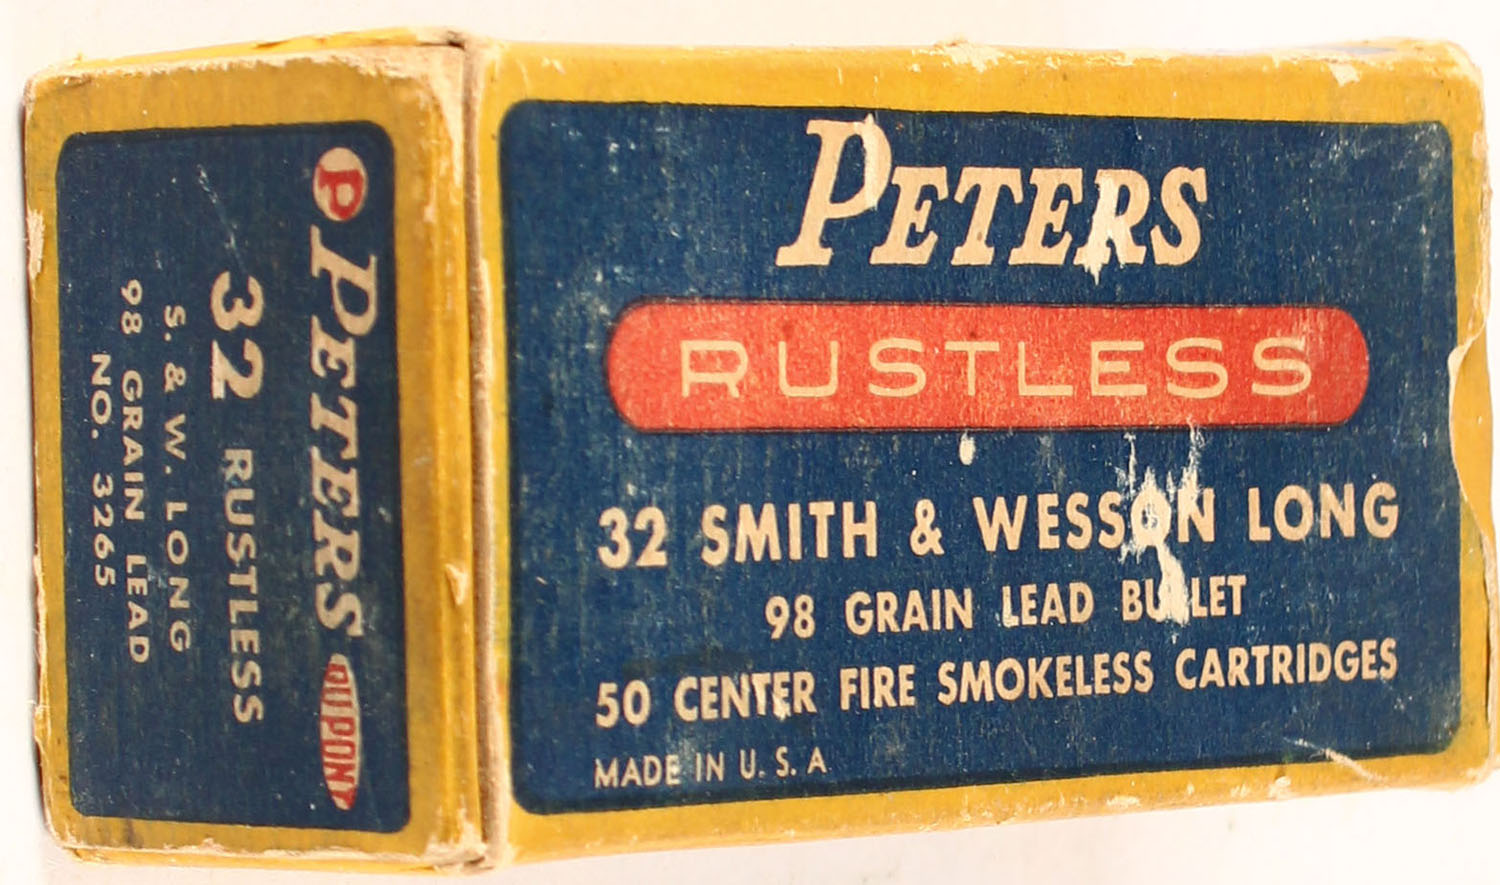 PETERS
RUSTLESS
32 SMITH & WESSON LONG
98 GRAIN LEAD BULLET
50 CENTER FIRE SMOKELESS CARTRIDGES
MADE IN U. S. A
P PETERS DUPONT
32 RUSTLESS
S. & W. LONG
98 GRAIN LEAD
NO. 3265